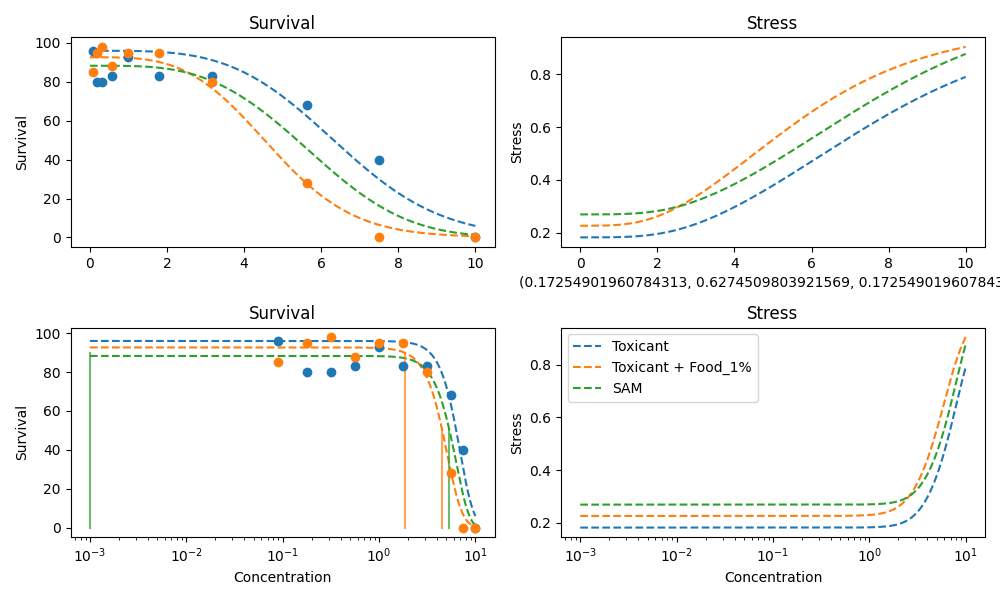 Survival
Stress
100
80
60
40
20
0
Survival
0 2 4 6 8 10
0.8
0.6
0.4
0.2
Stress
0 2 4 6 8 10
(0.17254901960784313, 0.6274509803921569, 0.172549019607843
Survival
Stress
100
80
60
40
20
0
Survival
10⁻³ 10⁻² 10⁻¹ 10⁰ 10¹
Concentration
Toxicant
Toxicant + Food_1%
SAM
0.8
0.6
0.4
0.2
Stress
10⁻³ 10⁻² 10⁻¹ 10⁰ 10¹
Concentration